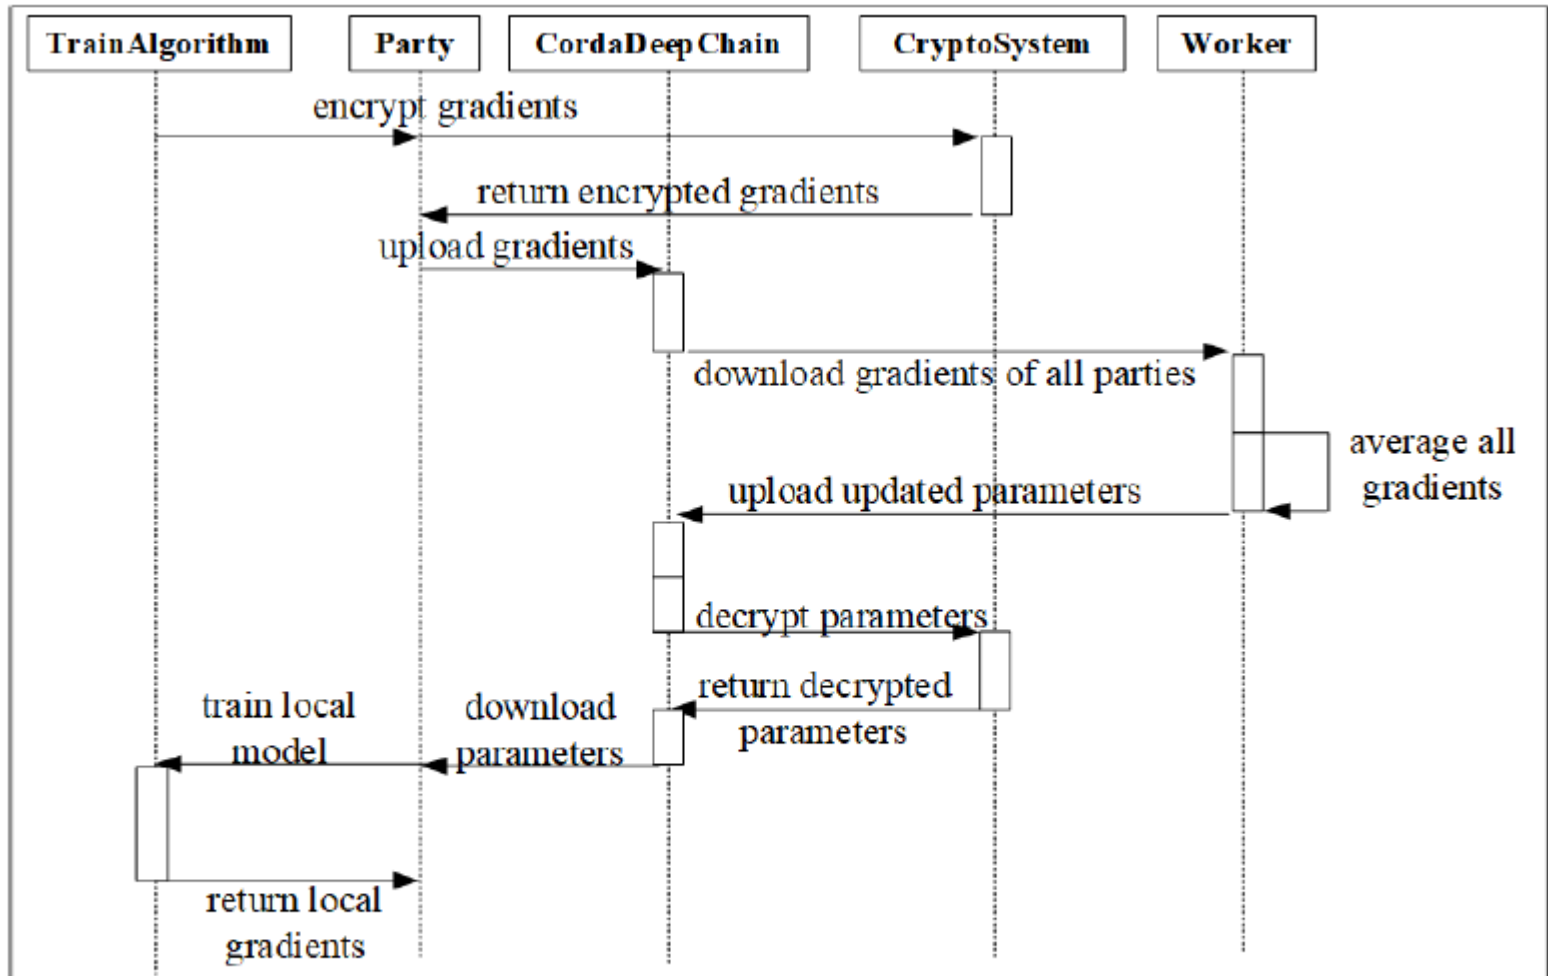 TrainAlgorithm
Party
CordaDeepChain
CryptoSystem
Worker
encrypt gradients
return encrypted gradients
upload gradients
download gradients of all parties
average all
gradients
upload updated parameters
decrypt parameters
return decrypted
parameters
download
parameters
train local
model
return local
gradients